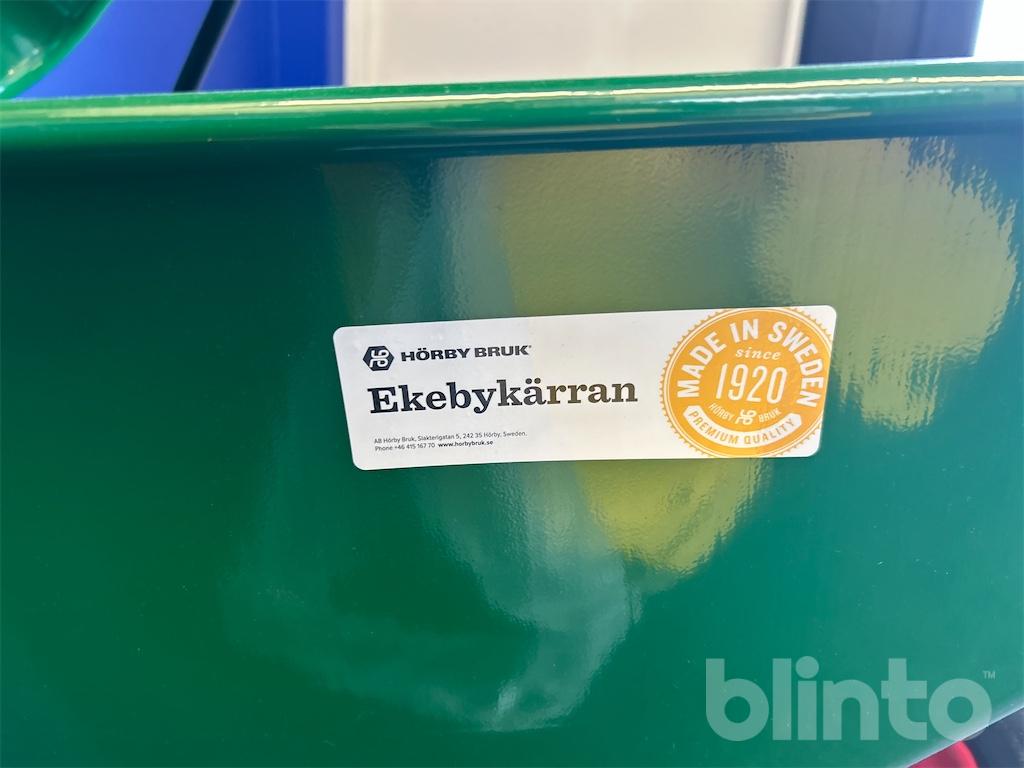 HÖRBY BRUK®
Ekebykärran
AB Hörby Bruk, Slakterigatan 5, 242 35 Hörby, Sweden.
Phone +46 415 167 70 www.horbybruk.se
MADE IN SWEDEN
since
1920
HÖRBY BRUK
PREMIUM QUALITY
blinto™